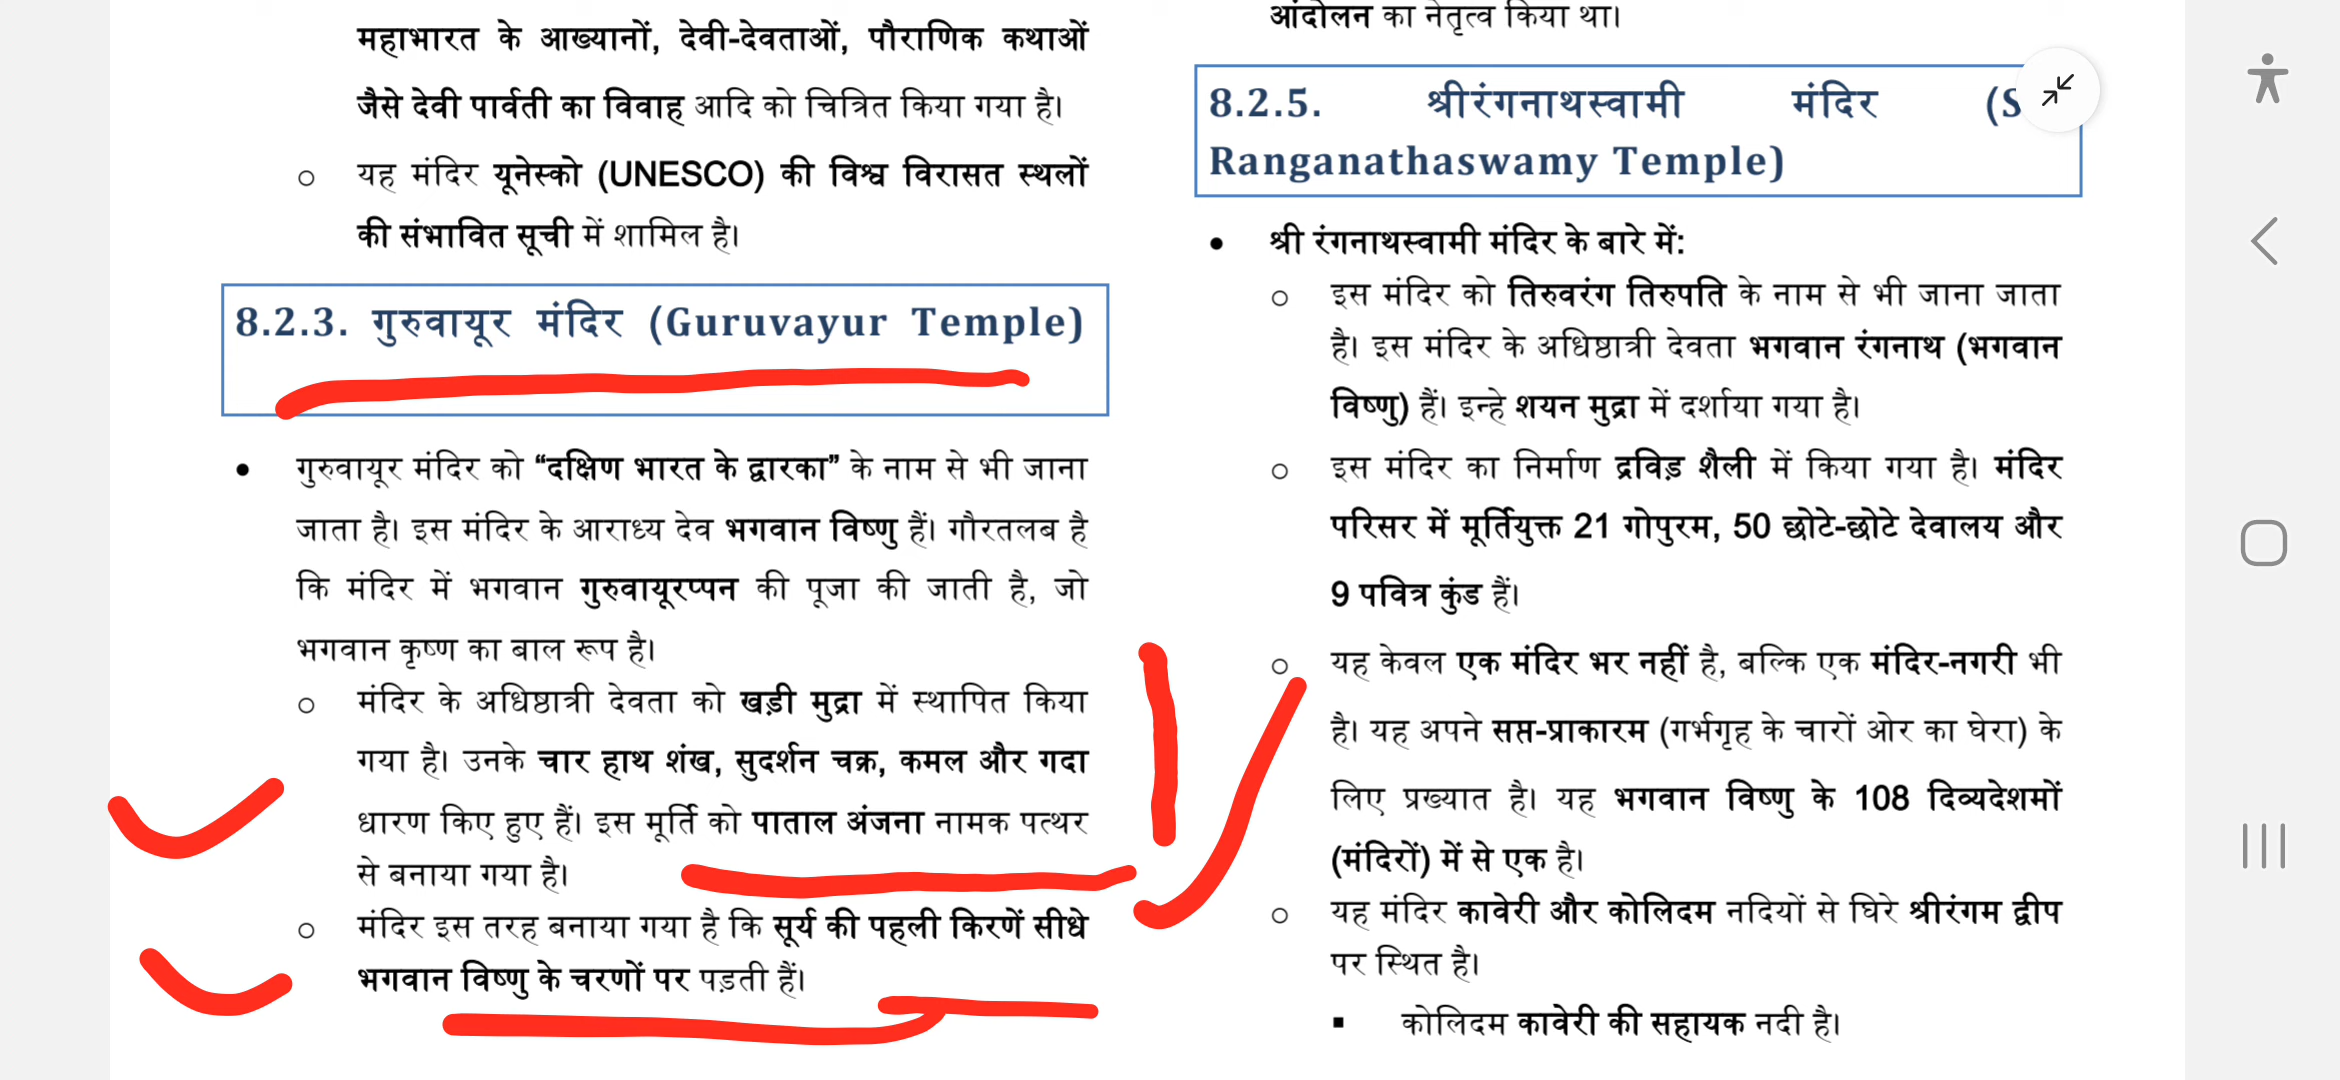 महाभारत के आख्यानों, देवी-देवताओं, पौराणिक कथाओं
जैसे देवी पार्वती का विवाह आदि को चित्रित किया गया है।
○ यह मंदिर यूनेस्को (UNESCO) की विश्व विरासत स्थलों
की संभावित सूची में शामिल है।
8.2.3. गुरुवायूर मंदिर (Guruvayur Temple)
• गुरुवायूर मंदिर को “दक्षिण भारत के द्वारका” के नाम से भी जाना
जाता है। इस मंदिर के आराध्य देव भगवान विष्णु हैं। गौरतलब है
कि मंदिर में भगवान गुरुवायूरप्पन की पूजा की जाती है, जो
भगवान कृष्ण का बाल रूप है।
○ मंदिर के अधिष्ठात्री देवता को खड़ी मुद्रा में स्थापित किया
गया है। उनके चार हाथ शंख, सुदर्शन चक्र, कमल और गदा
धारण किए हुए हैं। इस मूर्ति को पाताल अंजना नामक पत्थर
से बनाया गया है।
○ मंदिर इस तरह बनाया गया है कि सूर्य की पहली किरणें सीधे
भगवान विष्णु के चरणों पर पड़ती हैं।
आंदोलन का नेतृत्व किया था।
8.2.5. श्रीरंगनाथस्वामी मंदिर (S
Ranganathaswamy Temple)
• श्री रंगनाथस्वामी मंदिर के बारे में:
○ इस मंदिर को तिरुवरंग तिरुपति के नाम से भी जाना जाता
है। इस मंदिर के अधिष्ठात्री देवता भगवान रंगनाथ (भगवान
विष्णु) हैं। इन्हे शयन मुद्रा में दर्शाया गया है।
○ इस मंदिर का निर्माण द्रविड़ शैली में किया गया है। मंदिर
परिसर में मूर्तियुक्त 21 गोपुरम, 50 छोटे-छोटे देवालय और
9 पवित्र कुंड हैं।
○ यह केवल एक मंदिर भर नहीं है, बल्कि एक मंदिर-नगरी भी
है। यह अपने सप्त-प्राकारम (गर्भगृह के चारों ओर का घेरा) के
लिए प्रख्यात है। यह भगवान विष्णु के 108 दिव्यदेशमों
(मंदिरों) में से एक है।
○ यह मंदिर कावेरी और कोलिदम नदियों से घिरे श्रीरंगम द्वीप
पर स्थित है।
▪ कोलिदम कावेरी की सहायक नदी है।